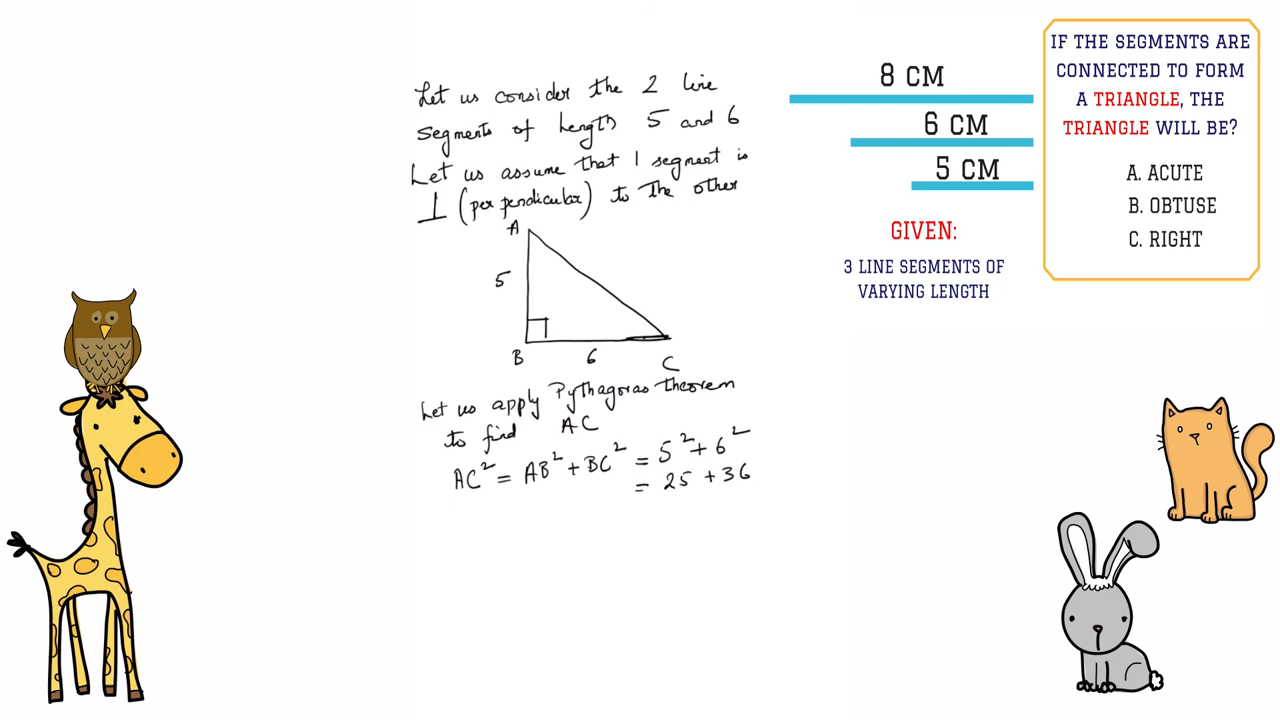 Let us consider the 2 line
segments of length 5 and 6
Let us assume that 1 segment is
⊥ (perpendicular) to the other
A
5
B
6
C
Let us apply Pythagoras theorem
to find AC
AC² = AB² + BC² = 5² + 6²
= 25 + 36
8 CM
6 CM
5 CM
GIVEN:
3 LINE SEGMENTS OF
VARYING LENGTH
IF THE SEGMENTS ARE
CONNECTED TO FORM
A TRIANGLE, THE
TRIANGLE WILL BE?
A. ACUTE
B. OBTUSE
C. RIGHT